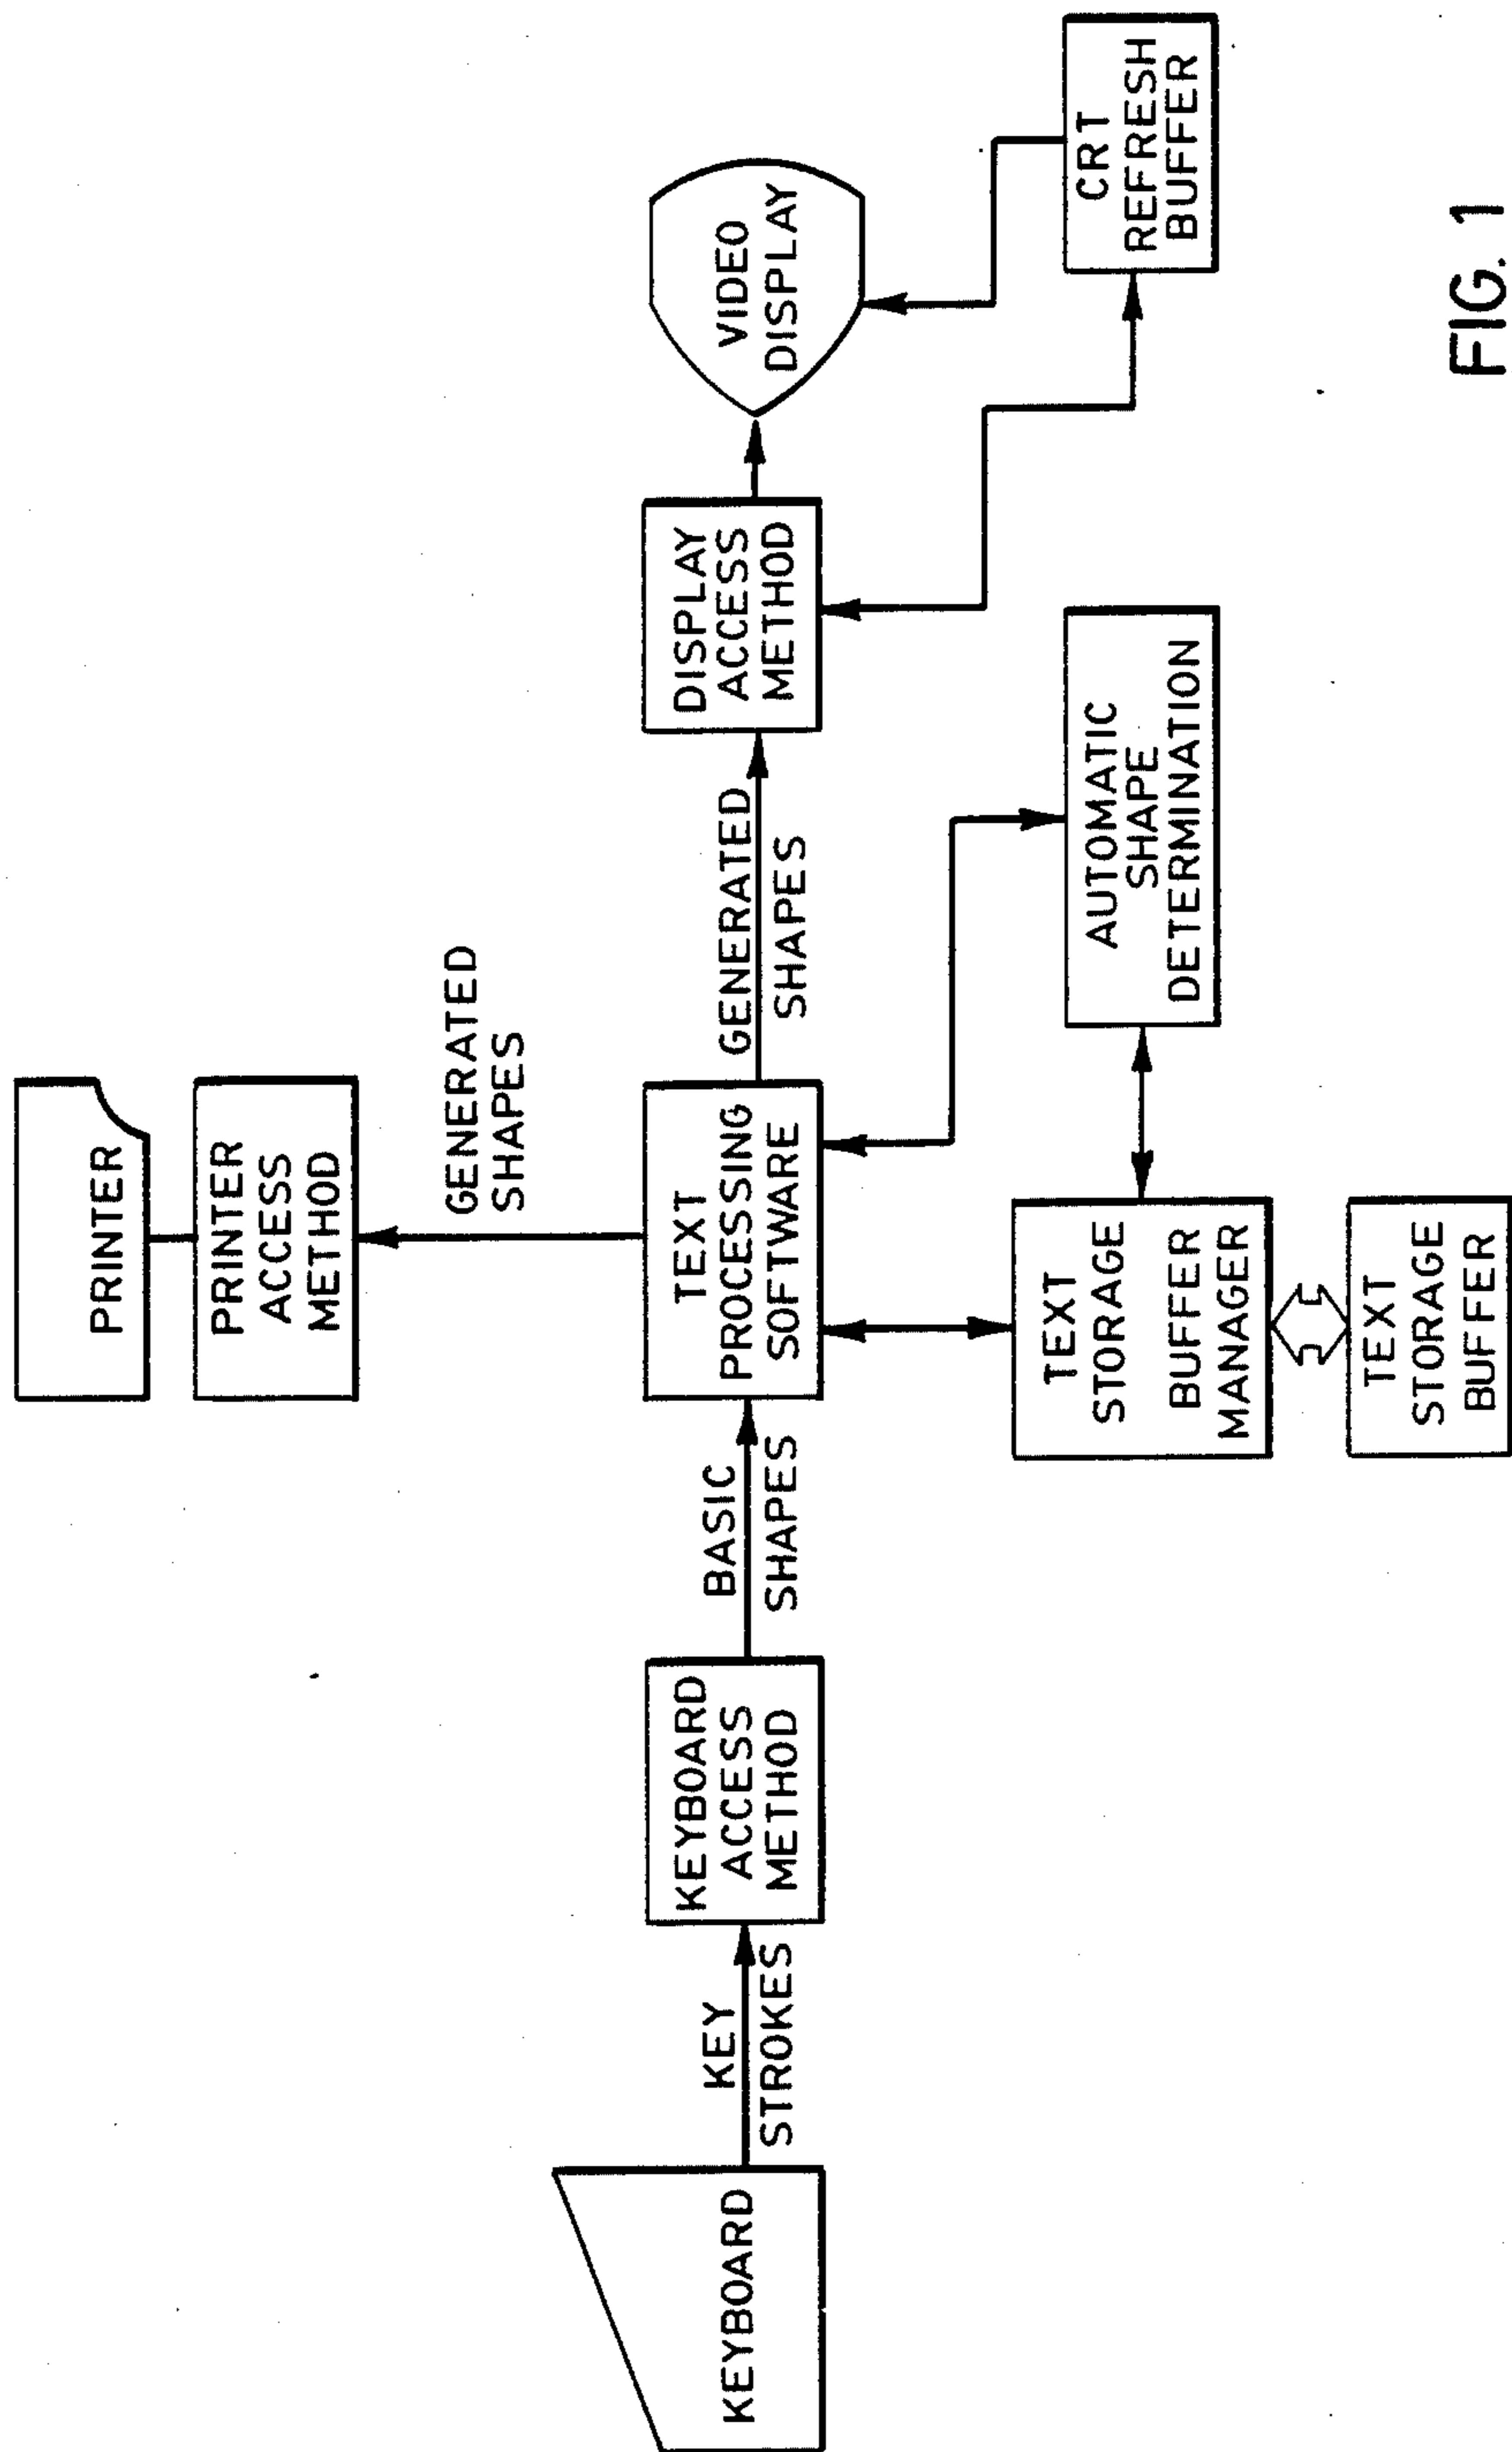 PRINTER
PRINTER
ACCESS
METHOD
GENERATED
SHAPES
KEYBOARD
KEY
STROKES
KEYBOARD
ACCESS
METHOD
BASIC
SHAPES
TEXT
PROCESSING
SOFTWARE
GENERATED
SHAPES
DISPLAY
ACCESS
METHOD
VIDEO
DISPLAY
TEXT
STORAGE
BUFFER
MANAGER
AUTOMATIC
SHAPE
DETERMINATION
CRT
REFRESH
BUFFER
TEXT
STORAGE
BUFFER
FIG. 1